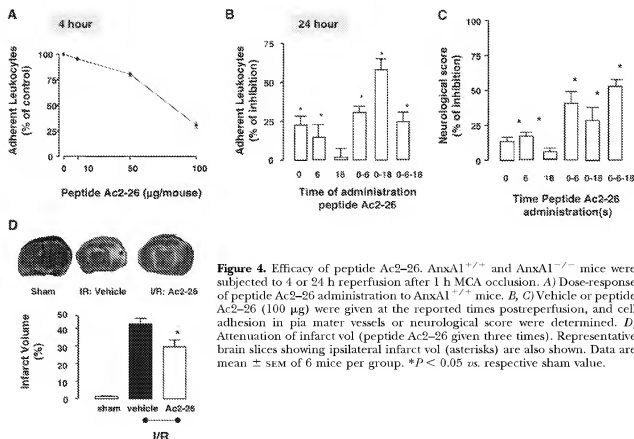 A
4 hour
Adherent Leukocytes
(% of control)
100
75
50
25
0
0 10 50 100
Peptide Ac2-26 (µg/mouse)
B
24 hour
Adherent Leukocytes
(% of inhibition)
75
50
25
0
* * * * *
0 6 18 0-6 0-18 0-6-18
Time of administration
peptide Ac2-26
C
Neurological score
(% of inhibition)
100
75
50
25
0
* * * * *
0 6 18 0-6 0-18 0-6-18
Time Peptide Ac2-26
administration(s)
D
Sham I/R: Vehicle I/R: Ac2-26
Infarct Volume
(%)
50
40
30
20
10
0
*
sham vehicle Ac2-26
I/R
Figure 4. Efficacy of peptide Ac2–26. AnxA1+/+ and AnxA1−/− mice were
subjected to 4 or 24 h reperfusion after 1 h MCA occlusion. A) Dose-response
of peptide Ac2–26 administration to AnxA1+/+ mice. B, C) Vehicle or peptide
Ac2–26 (100 µg) were given at the reported times postreperfusion, and cell
adhesion in pia mater vessels or neurological score were determined. D)
Attenuation of infarct vol (peptide Ac2–26 given three times). Representative
brain slices showing ipsilateral infarct vol (asterisks) are also shown. Data are
mean ± SEM of 6 mice per group. *P < 0.05 vs. respective sham value.